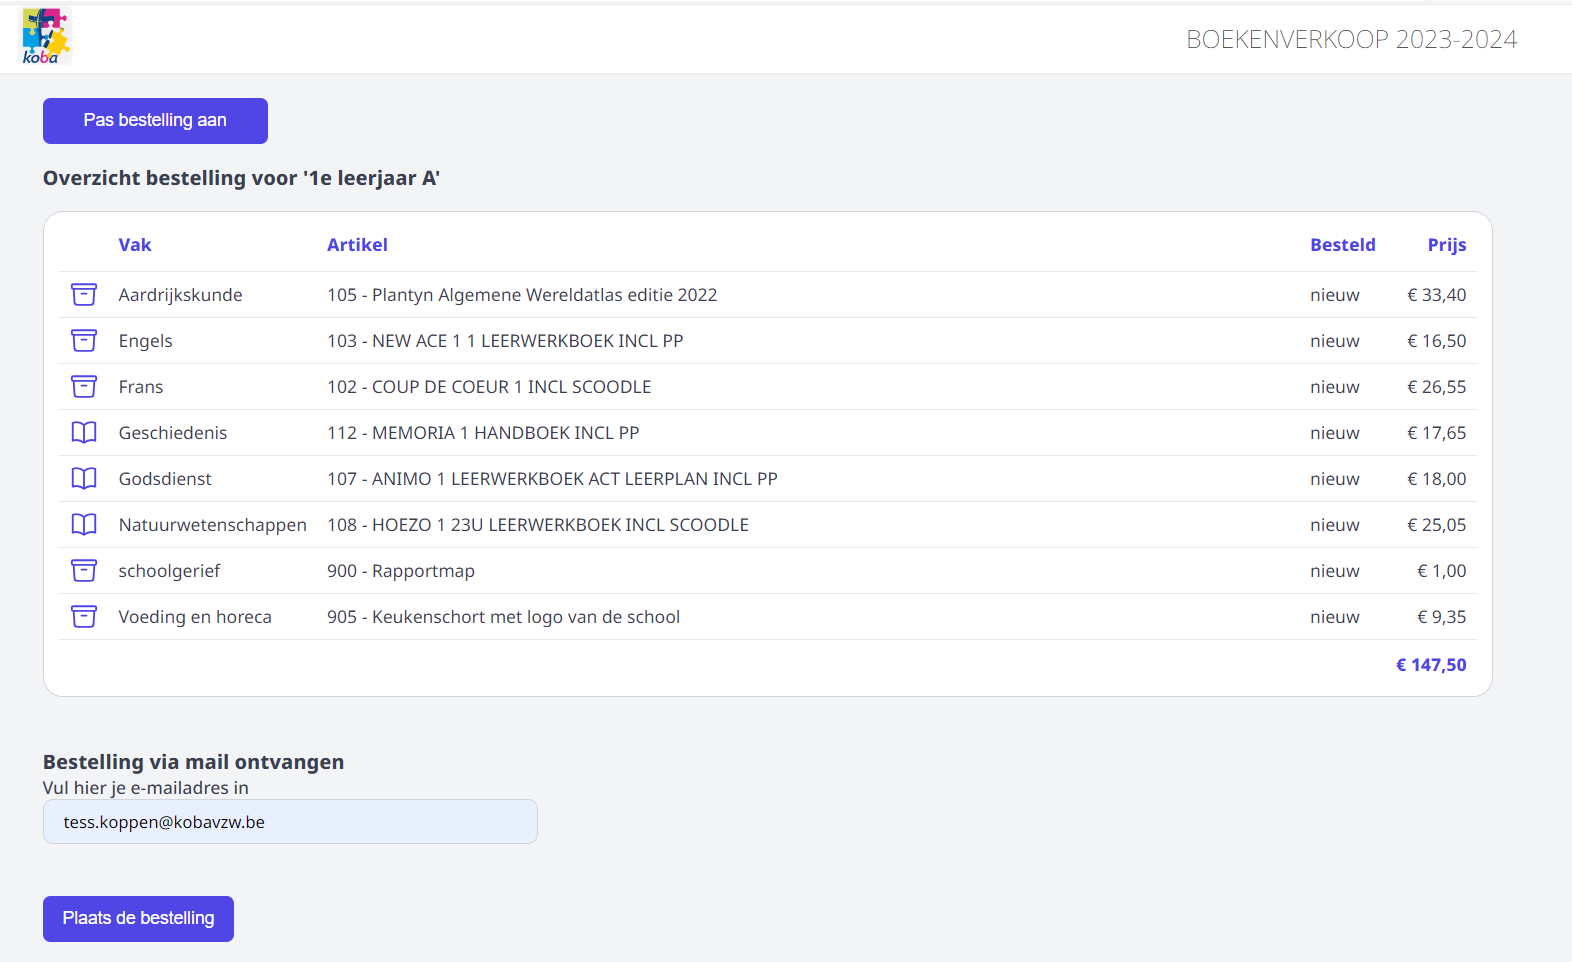 koba
BOEKENVERKOOP 2023-2024
Pas bestelling aan
Overzicht bestelling voor '1e leerjaar A'
Vak Artikel Besteld Prijs
Aardrijkskunde 105 - Plantyn Algemene Wereldatlas editie 2022 nieuw € 33,40
Engels 103 - NEW ACE 1 1 LEERWERKBOEK INCL PP nieuw € 16,50
Frans 102 - COUP DE COEUR 1 INCL SCOODLE nieuw € 26,55
Geschiedenis 112 - MEMORIA 1 HANDBOEK INCL PP nieuw € 17,65
Godsdienst 107 - ANIMO 1 LEERWERKBOEK ACT LEERPLAN INCL PP nieuw € 18,00
Natuurwetenschappen 108 - HOEZO 1 23U LEERWERKBOEK INCL SCOODLE nieuw € 25,05
schoolgerief 900 - Rapportmap nieuw € 1,00
Voeding en horeca 905 - Keukenschort met logo van de school nieuw € 9,35
€ 147,50
Bestelling via mail ontvangen
Vul hier je e-mailadres in
tess.koppen@kobavzw.be
Plaats de bestelling